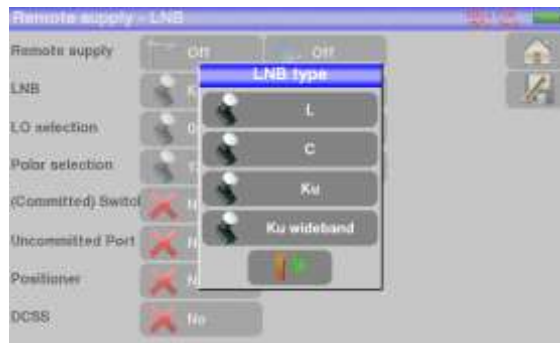 Remote supply - LNB
Remote supply
Off
Off
LNB type
LNB
L
LO selection
C
Polar selection
Ku
(Committed) Switc
Ku wideband
Uncommitted Port
Positioner
DCSS
No